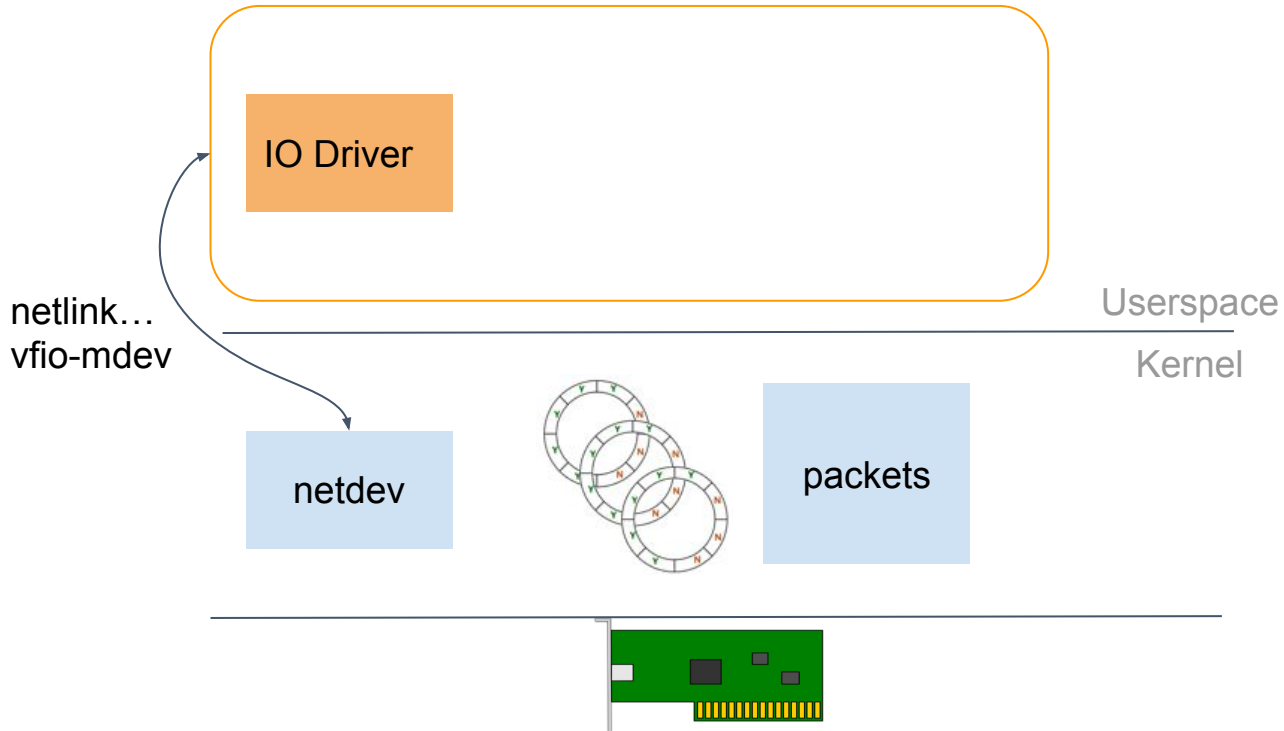 IO Driver
netlink…
vfio-mdev
Userspace
Kernel
netdev
Y Y Y Y Y N N
Y Y Y Y N N N
Y Y Y Y N N N N
packets